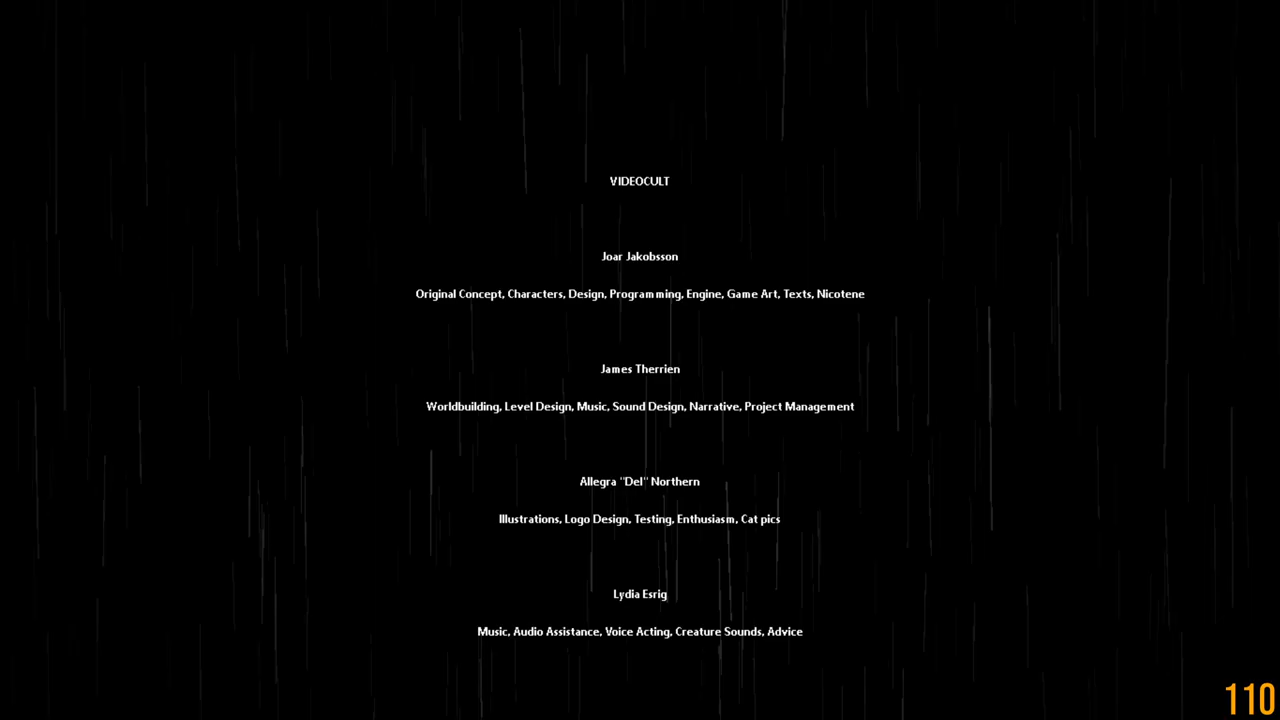 VIDEOCULT
Joar Jakobsson
Original Concept, Characters, Design, Programming, Engine, Game Art, Texts, Nicotene
James Therrien
Worldbuilding, Level Design, Music, Sound Design, Narrative, Project Management
Allegra "Del" Northern
Illustrations, Logo Design, Testing, Enthusiasm, Cat pics
Lydia Esrig
Music, Audio Assistance, Voice Acting, Creature Sounds, Advice
110